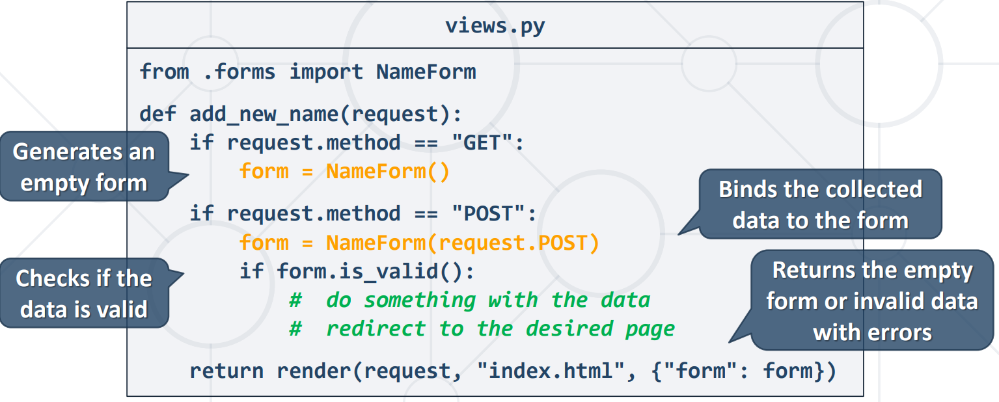 views.py
from .forms import NameForm
def add_new_name(request):
if request.method == "GET":
form = NameForm()
if request.method == "POST":
form = NameForm(request.POST)
if form.is_valid():
# do something with the data
# redirect to the desired page
return render(request, "index.html", {"form": form})
Generates an
empty form
Binds the collected
data to the form
Checks if the
data is valid
Returns the empty
form or invalid data
with errors